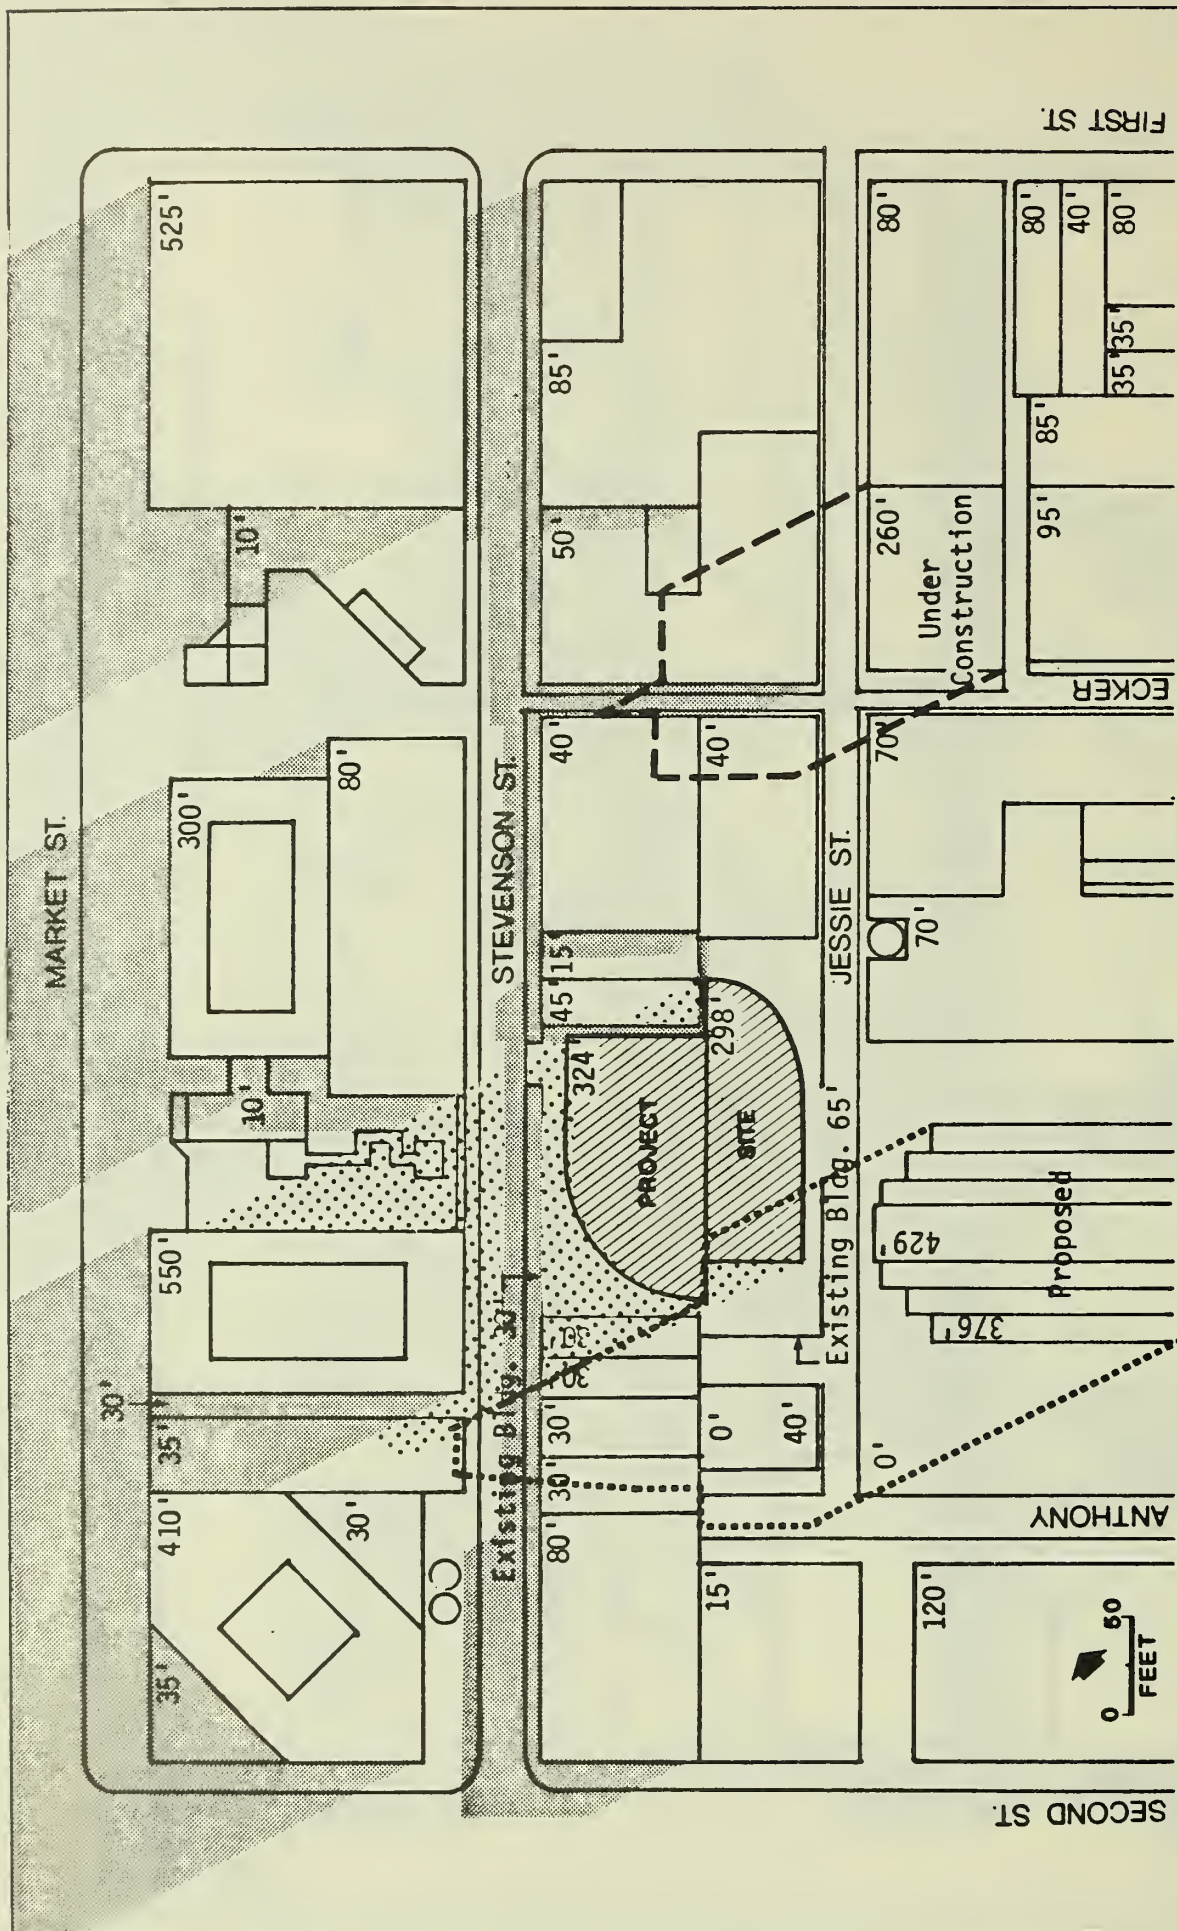 MARKET ST.
30'
35'
410'
35'
30'
550'
10'
300'
80'
10'
525'
STEVENSON ST.
Existing Bldg. 30'
80'
30'
30'
30'
30'
324'
PROJECT
45'
15'
40'
50'
85'
15'
0'
40'
SITE
298'
40'
Existing Bldg. 65'
JESSIE ST.
120'
0'
376'
429'
Proposed
70'
70'
260'
Under
Construction
80'
95'
85'
80'
40'
80'
35'
35'
0 50
FEET
SECOND ST.
ANTHONY
ECKER
FIRST ST.